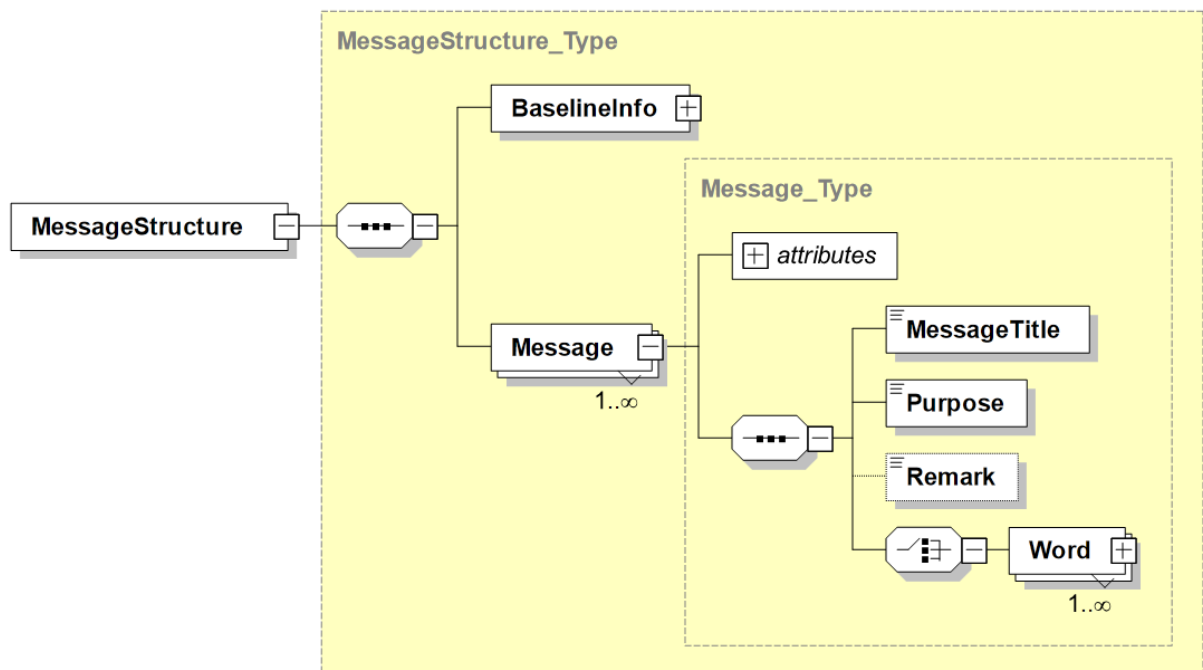 MessageStructure_Type
BaselineInfo
Message_Type
MessageStructure
attributes
MessageTitle
Message
1..∞
Purpose
Remark
Word
1..∞